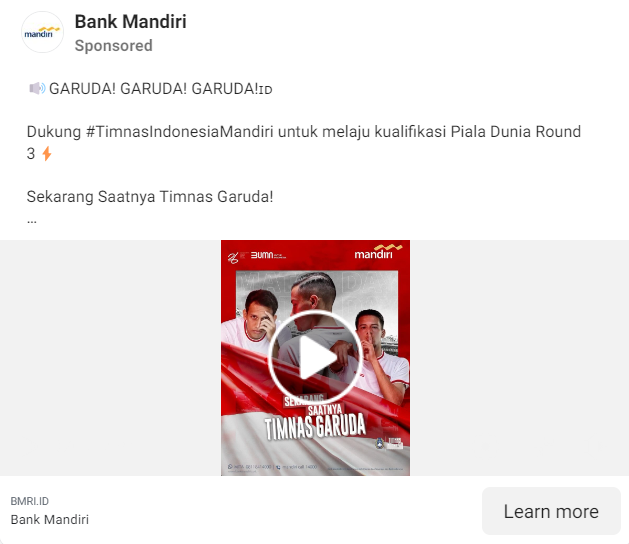 Bank Mandiri
Sponsored
🔊 GARUDA! GARUDA! GARUDA!ɪᴅ
Dukung #TimnasIndonesiaMandiri untuk melaju kualifikasi Piala Dunia Round
3⚡
Sekarang Saatnya Timnas Garuda!
...
BUMN
mandiri
SEKARANG
SAATNYA
TIMNAS GARUDA
BMRI.ID
Bank Mandiri
Learn more